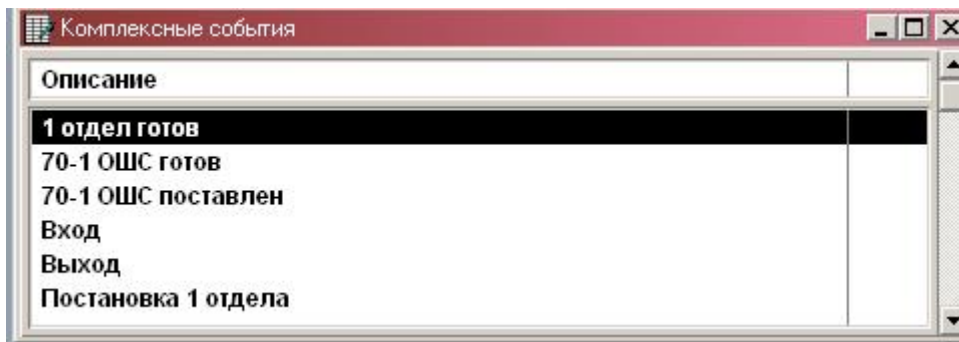 Комплексные события
Описание
1 отдел готов
70-1 ОШС готов
70-1 ОШС поставлен
Вход
Выход
Постановка 1 отдела